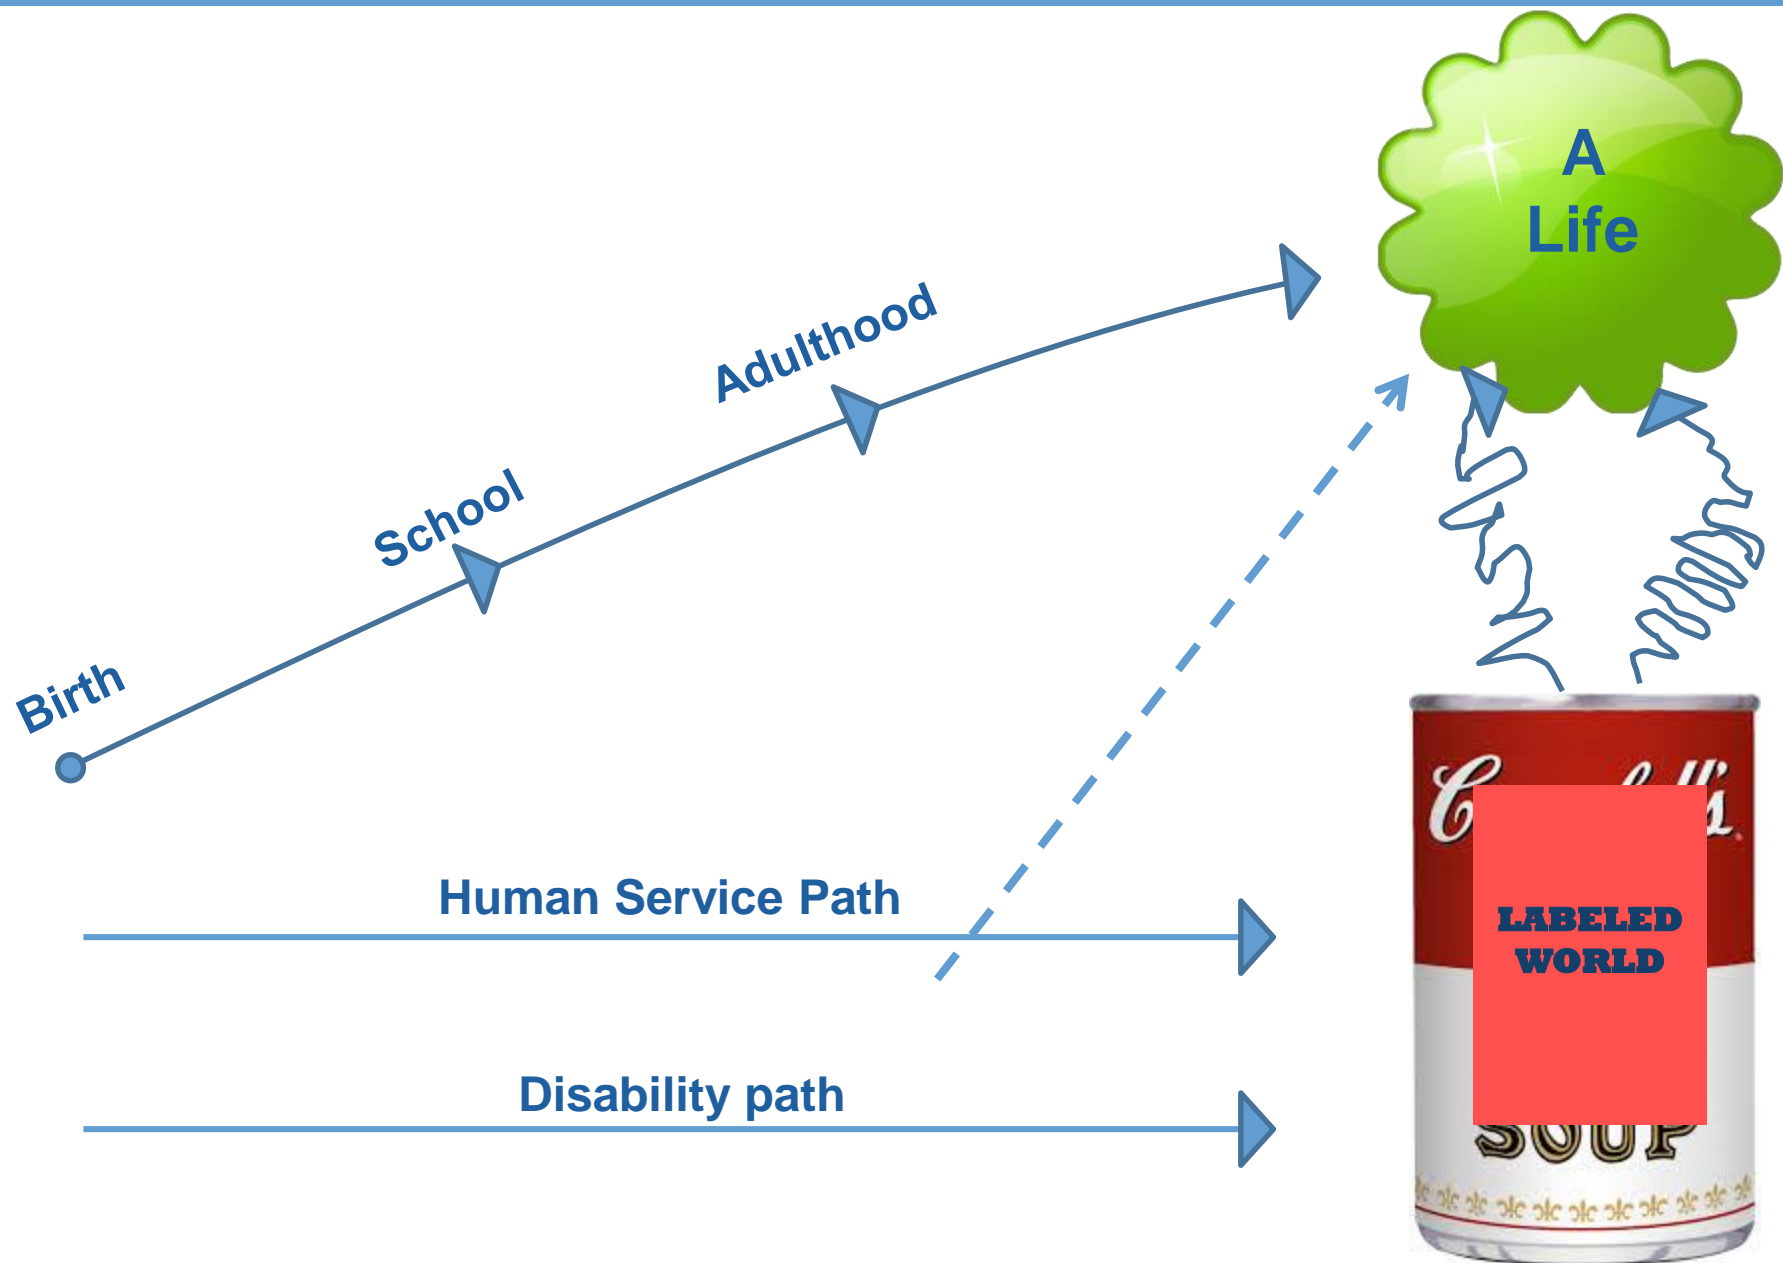 A
Life
Adulthood
School
Birth
Human Service Path
LABELED
WORLD
Disability path
SOUP